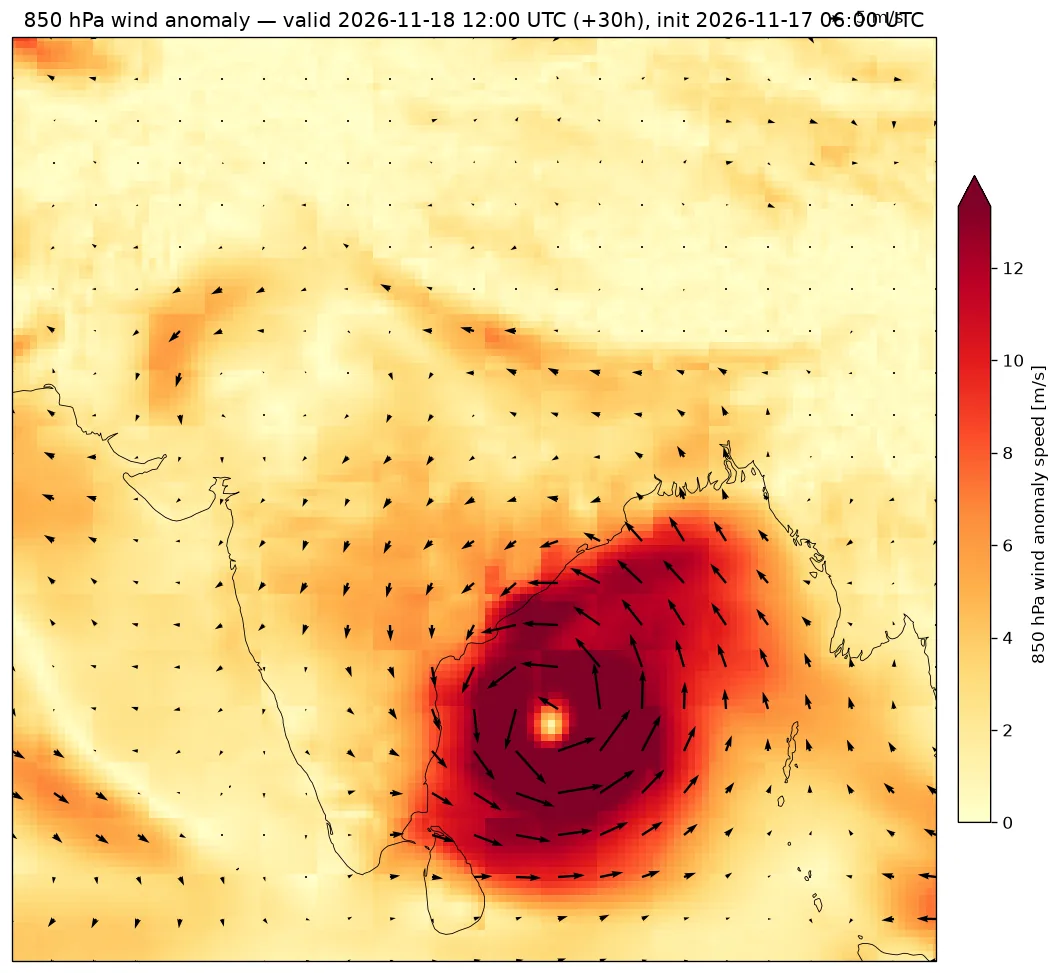 850 hPa wind anomaly — valid 2026-11-18 12:00 UTC (+30h), init 2026-11-17 06:00 UTC
5 m/s
12
10
8
6
4
2
0
850 hPa wind anomaly speed [m/s]